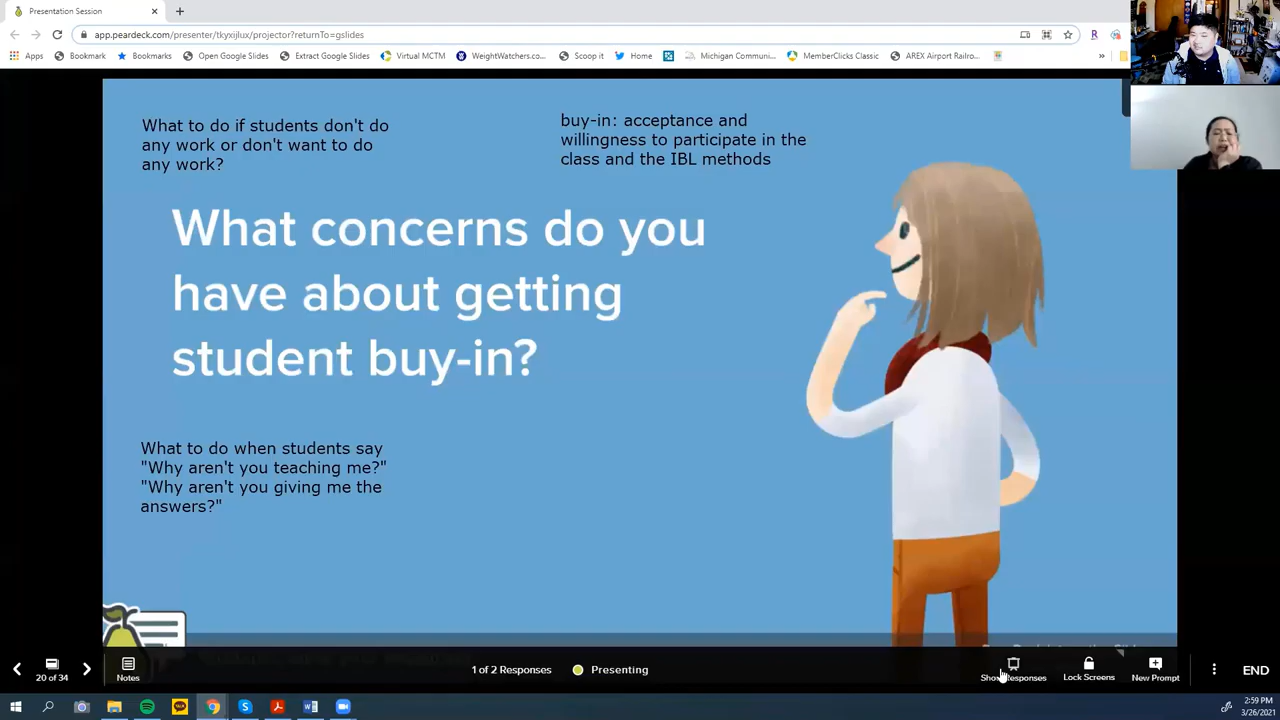 Presentation Session
app.peardeck.com/presenter/tkyxijlux/projector?returnTo=gslides
Apps Bookmark Bookmarks Open Google Slides Extract Google Slides Virtual MCTM WeightWatchers.co... Scoop it Home Michigan Communi... MemberClicks Classic AREX Airport Railro... »
What to do if students don't do
any work or don't want to do
any work?
buy-in: acceptance and
willingness to participate in the
class and the IBL methods
What concerns do you
have about getting
student buy-in?
What to do when students say
"Why aren't you teaching me?"
"Why aren't you giving me the
answers?"
20 of 34
Notes
1 of 2 Responses
Presenting
Show Responses
Lock Screens
New Prompt
END
2:59 PM
3/26/2021